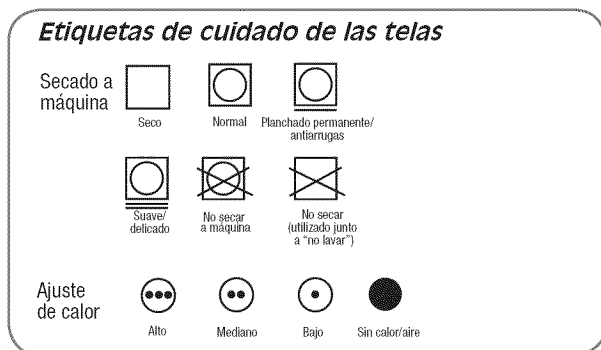 Etiquetas de cuidado de las telas
Secado a
máquina
Seco
Normal
Planchado permanente/
antiarrugas
Suave/
delicado
No secar
a máquina
No secar
(utilizado junto
a "no lavar")
Ajuste
de calor
Alto
Mediano
Bajo
Sin calor/aire